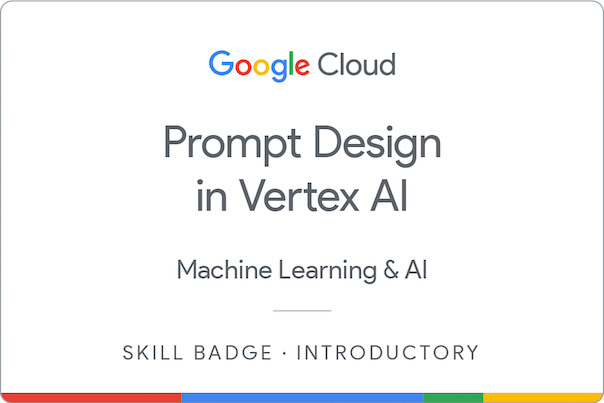 Google Cloud
Prompt Design
in Vertex AI
Machine Learning & AI
SKILL BADGE · INTRODUCTORY